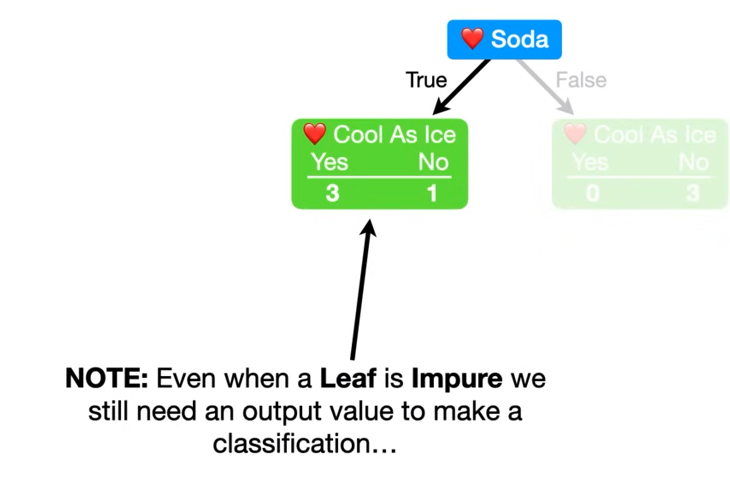 ❤️ Soda
True
False
❤️ Cool As Ice
Yes No
3 1
❤️ Cool As Ice
Yes No
0 3
NOTE: Even when a Leaf is Impure we
still need an output value to make a
classification…